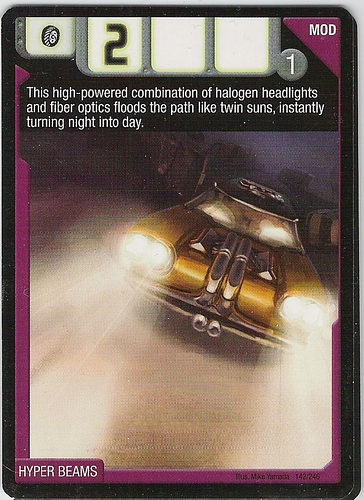 2
MOD
1
This high-powered combination of halogen headlights
and fiber optics floods the path like twin suns, instantly
turning night into day.
HYPER BEAMS
Illus. Mike Yamada 142/246